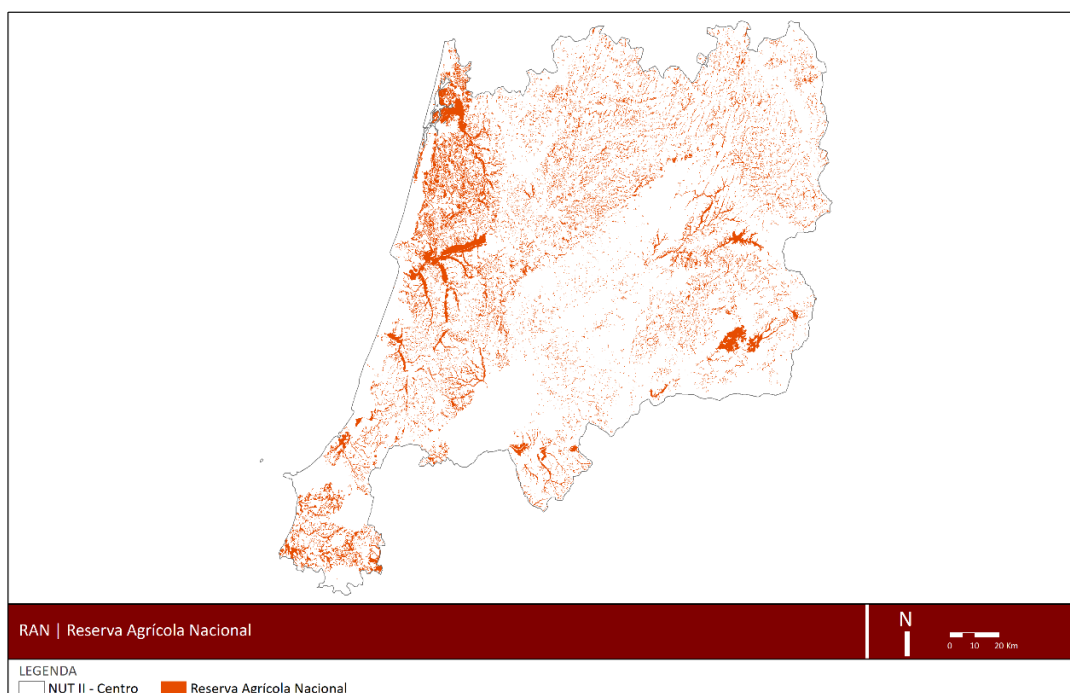 RAN | Reserva Agrícola Nacional
N
0 10 20 Km
LEGENDA
NUT II - Centro Reserva Agrícola Nacional